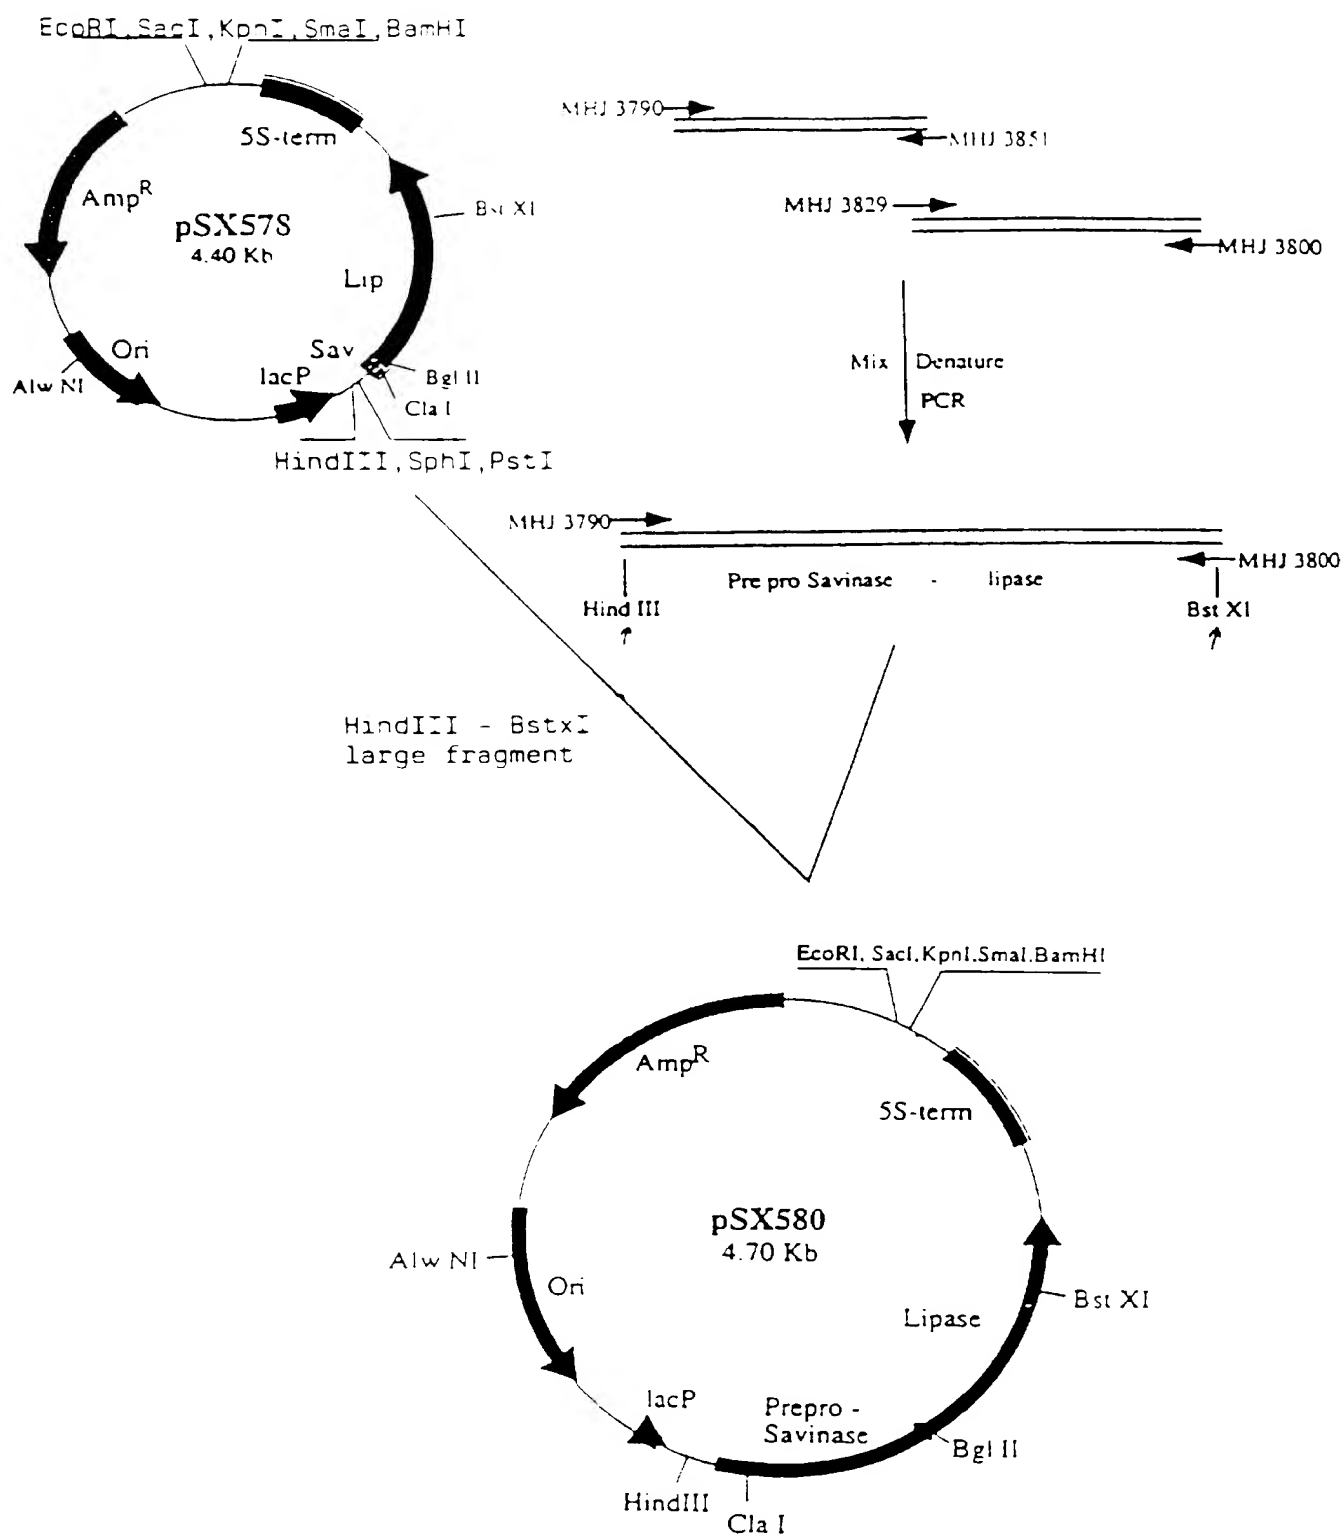 EcoRI,SacI,KpnI,SmaI,BamHI
5S-term
AmpR
pSX578
4.40 Kb
Bst XI
Lip
Ori
Sav
lacP
Alw NI
Bgl II
Cla I
HindIII,SphI,PstI
MHJ 3790
MHJ 3851
MHJ 3829
MHJ 3800
Mix Denature
PCR
MHJ 3790
MHJ 3800
Pre pro Savinase - lipase
Hind III
Bst XI
HindIII - BstxI
large fragment
EcoRI, SacI.KpnI.SmaI.BamHI
AmpR
5S-term
pSX580
4.70 Kb
Alw NI
Ori
Bst XI
Lipase
lacP
Prepro -
Savinase
Bgl II
HindIII
Cla I